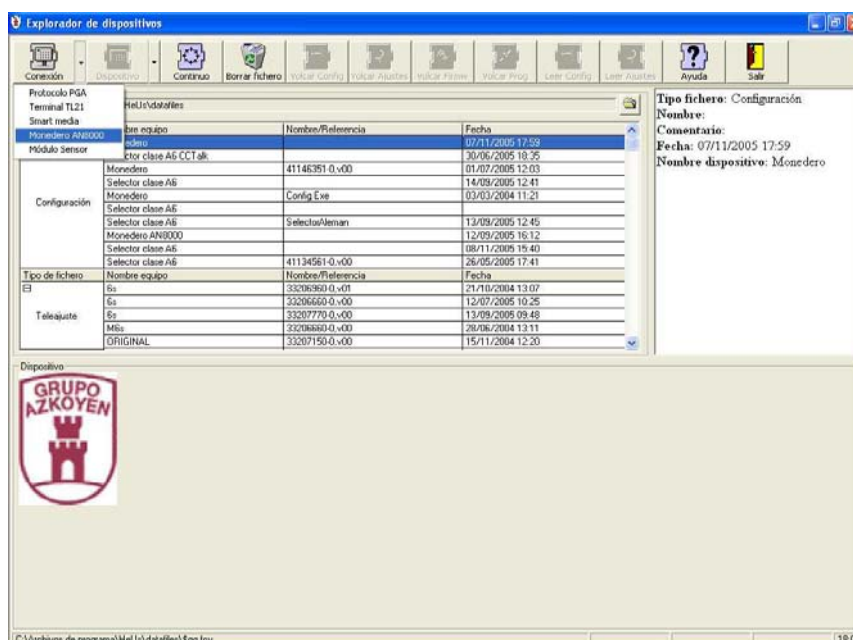 Explorador de dispositivos
Conexión Dispositivo Continuo Borrar fichero Volcar Config Volcar Ajustes Volcar Firmw Volcar Prog Leer Config Leer Ajustes Ayuda Salir
Protocolo PGA
Terminal TL21
Smart media
Monedero AN8000
Módulo Sensor
HeUs\datafiles
bre equipo Nombre/Referencia Fecha
edero 07/11/2005 17:59
ctor clase A6 CCTalk 30/06/2005 18:35
Monedero 41146351-0.v00 01/07/2005 12:03
Selector clase A6 14/09/2005 12:41
Monedero Config Exe 03/03/2004 11:21
Selector clase A6
Configuración
Selector clase A6 SelectorAleman 13/09/2005 12:45
Monedero AN8000 12/09/2005 16:12
Selector clase A6 08/11/2005 15:40
Selector clase A6 41134561-0.v00 26/05/2005 17:41
Tipo de fichero Nombre equipo Nombre/Referencia Fecha
6s 33206960-0.v01 21/10/2004 13:07
6s 33206660-0.v00 12/07/2005 10:25
Teleajuste 6s 33207770-0.v00 13/09/2005 09:48
M6s 33206660-0.v00 28/06/2004 13:11
ORIGINAL 33207150-0.v00 15/11/2004 12:20
Tipo fichero: Configuración
Nombre:
Comentario:
Fecha: 07/11/2005 17:59
Nombre dispositivo: Monedero
Dispositivo
GRUPO
AZKOYEN